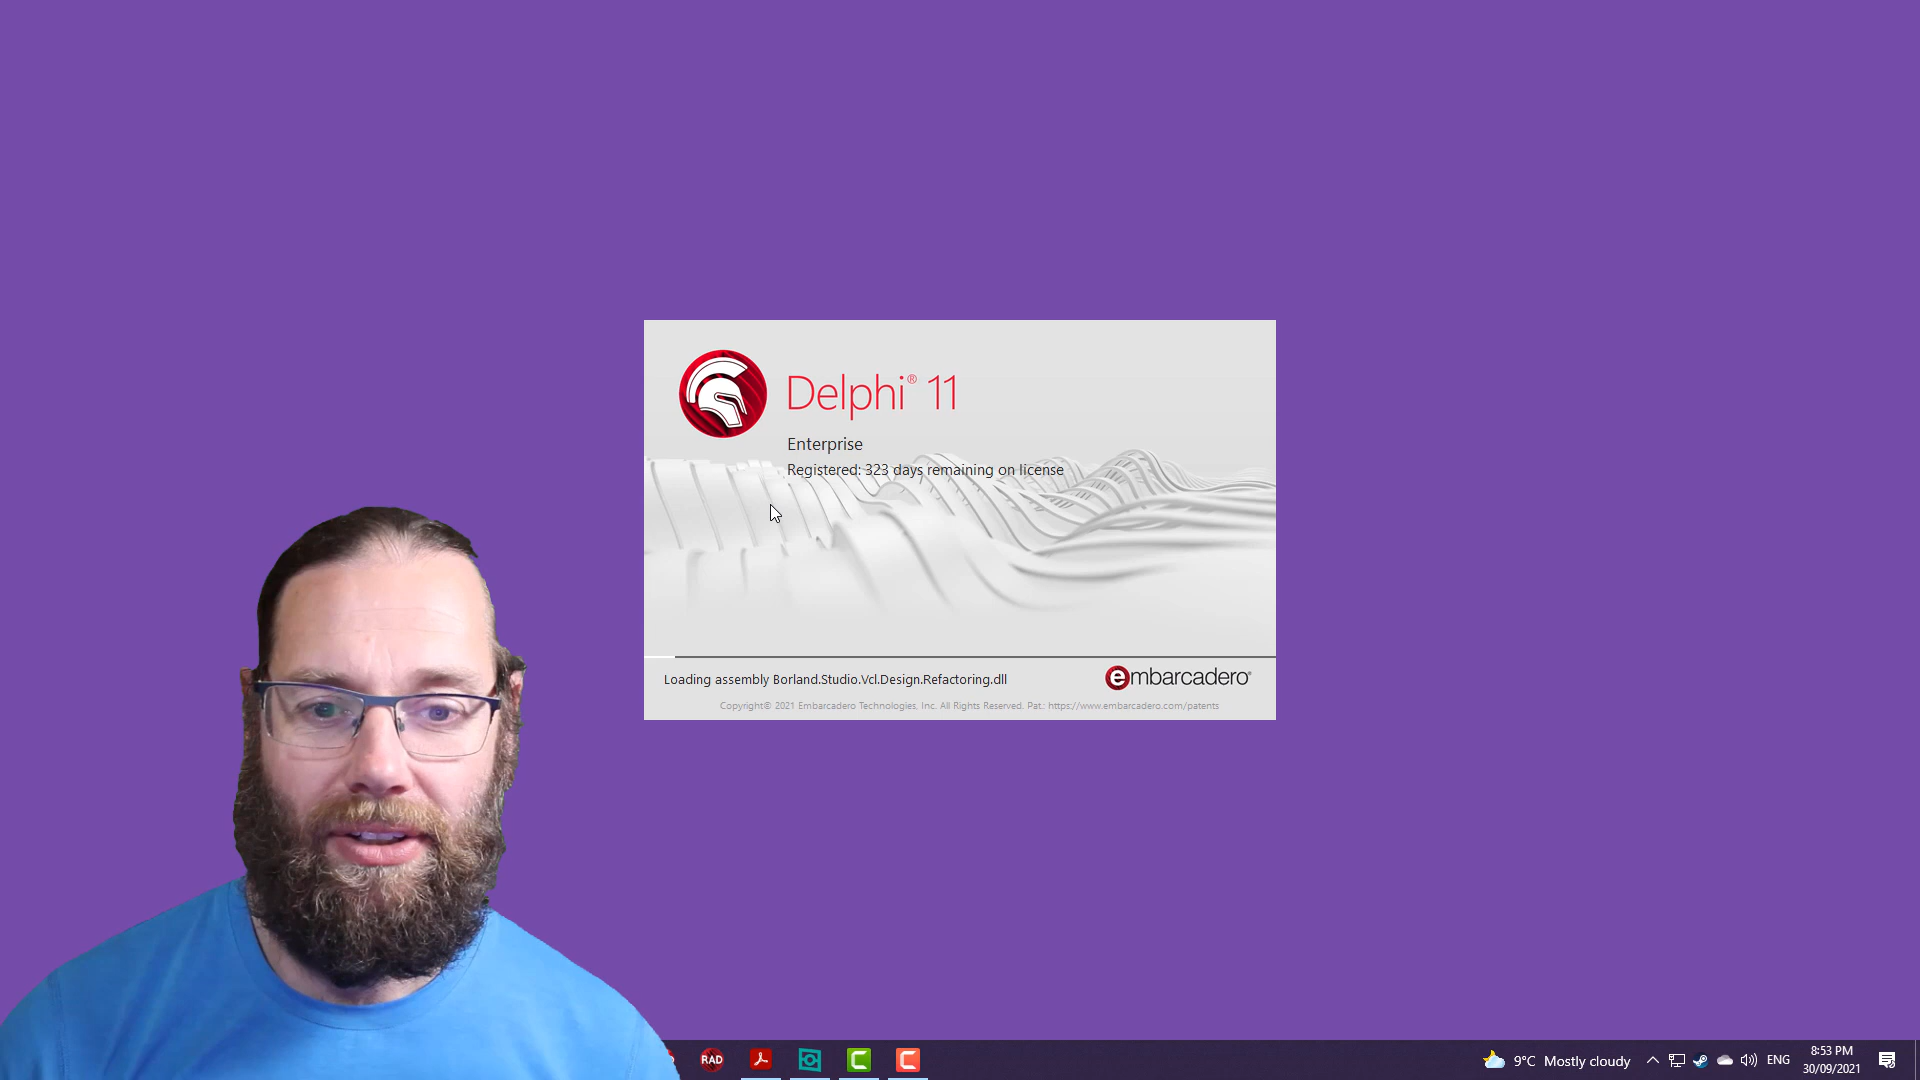 Delphi® 11
Enterprise
Registered: 323 days remaining on license
Loading assembly Borland.Studio.Vcl.Design.Refactoring.dll
embarcadero®
Copyright© 2021 Embarcadero Technologies, Inc. All Rights Reserved. Pat.: https://www.embarcadero.com/patents
RAD
9°C Mostly cloudy
ENG
8:53 PM
30/09/2021